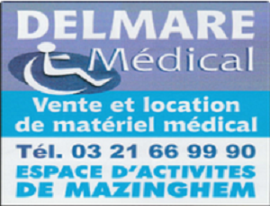 DELMARE
Médical
Vente et location
de matériel médical
Tél. 03 21 66 99 90
ESPACE D'ACTIVITES
DE MAZINGHEM